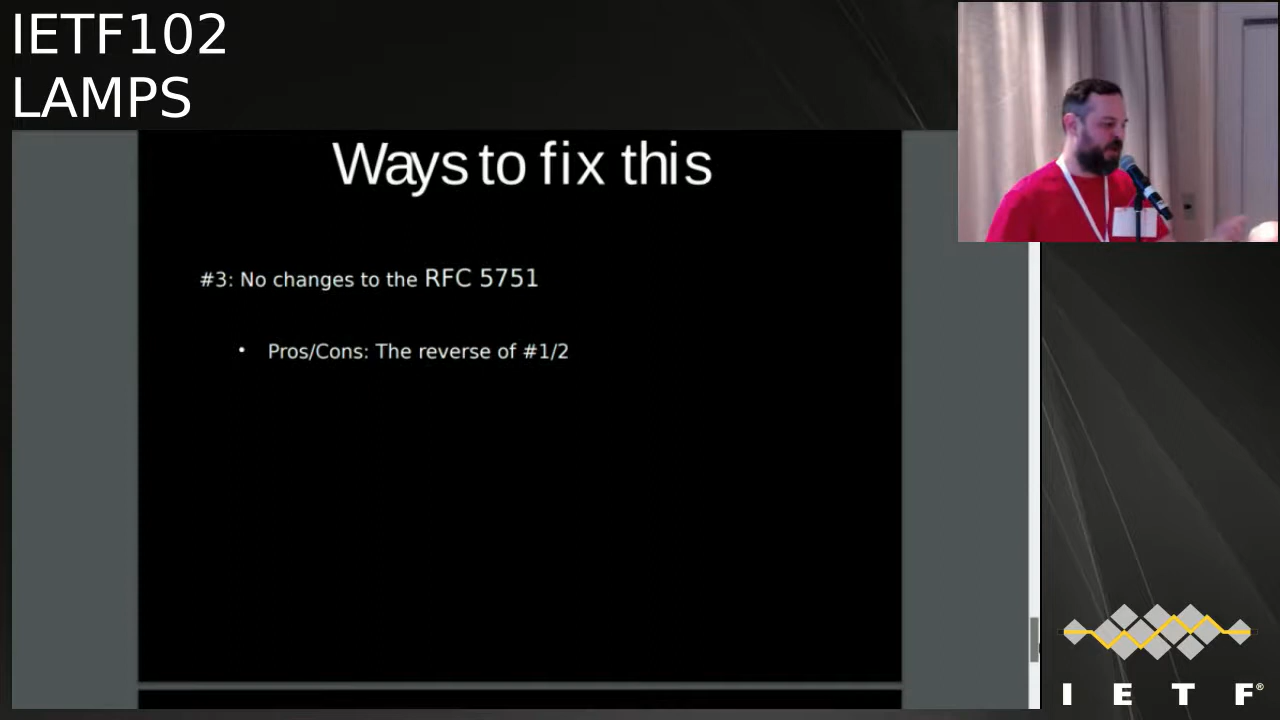 IETF102
LAMPS
Ways to fix this
#3: No changes to the RFC 5751
• Pros/Cons: The reverse of #1/2
I E T F®